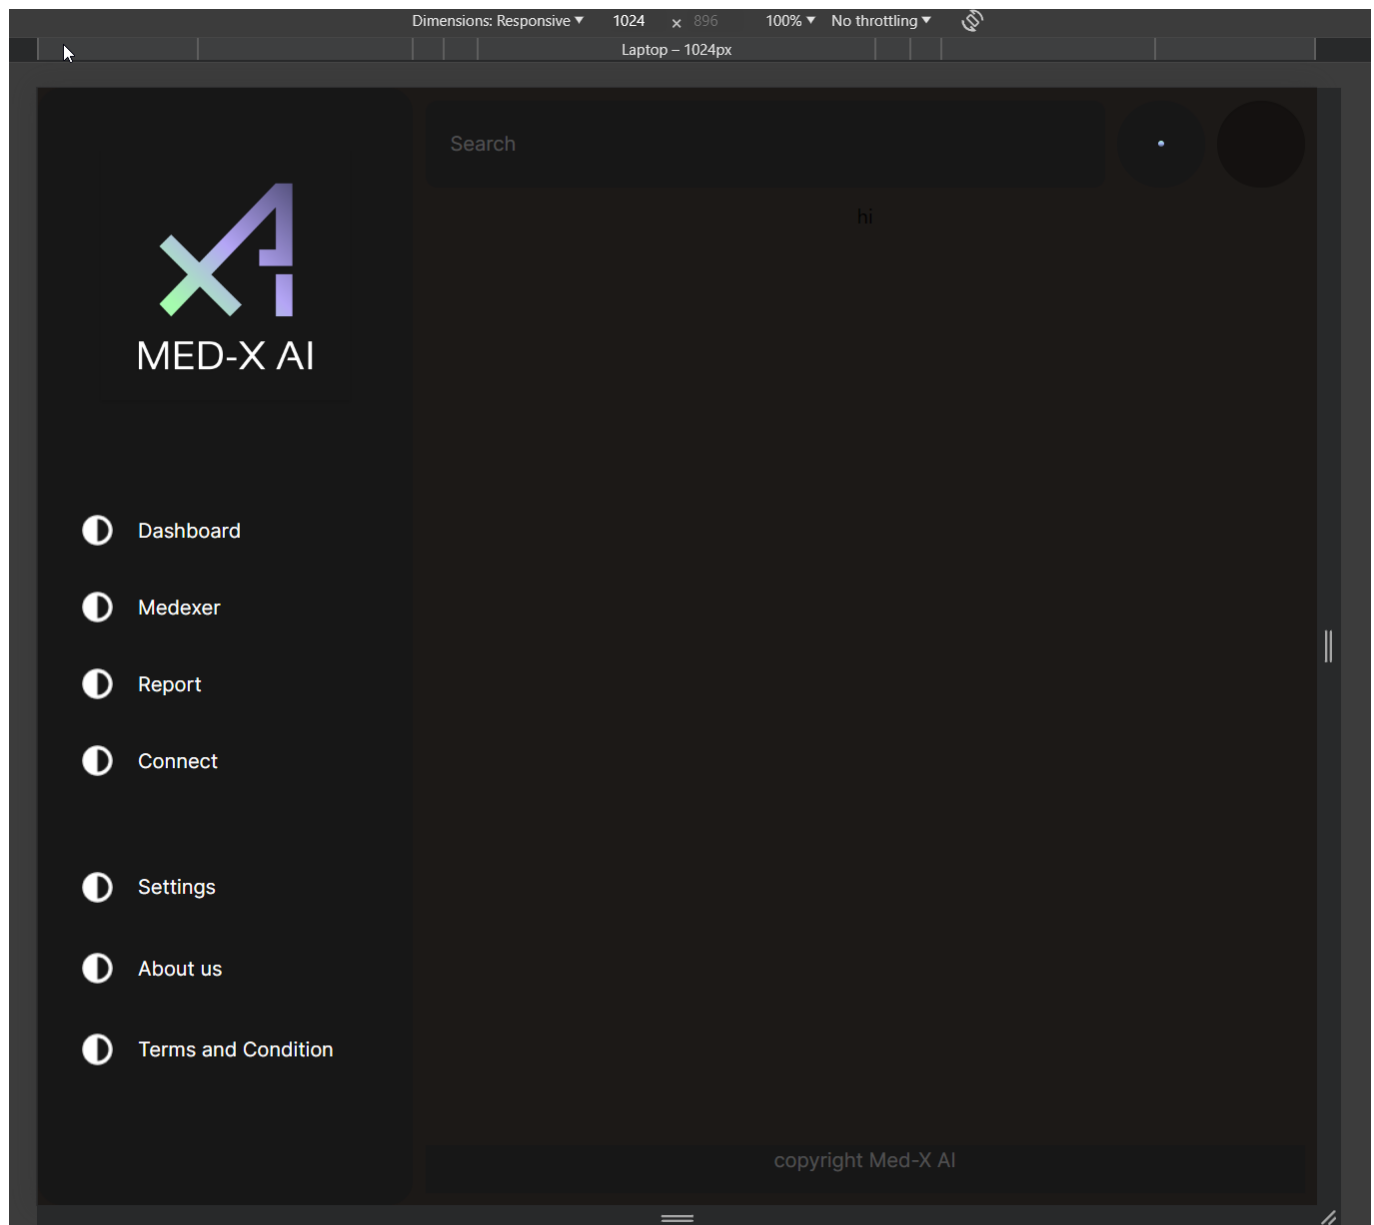 Dimensions: Responsive ▼ 1024 × 896 100% ▼ No throttling ▼
Laptop – 1024px
Search
hi
MED-X AI
Dashboard
Medexer
Report
Connect
Settings
About us
Terms and Condition
copyright Med-X AI